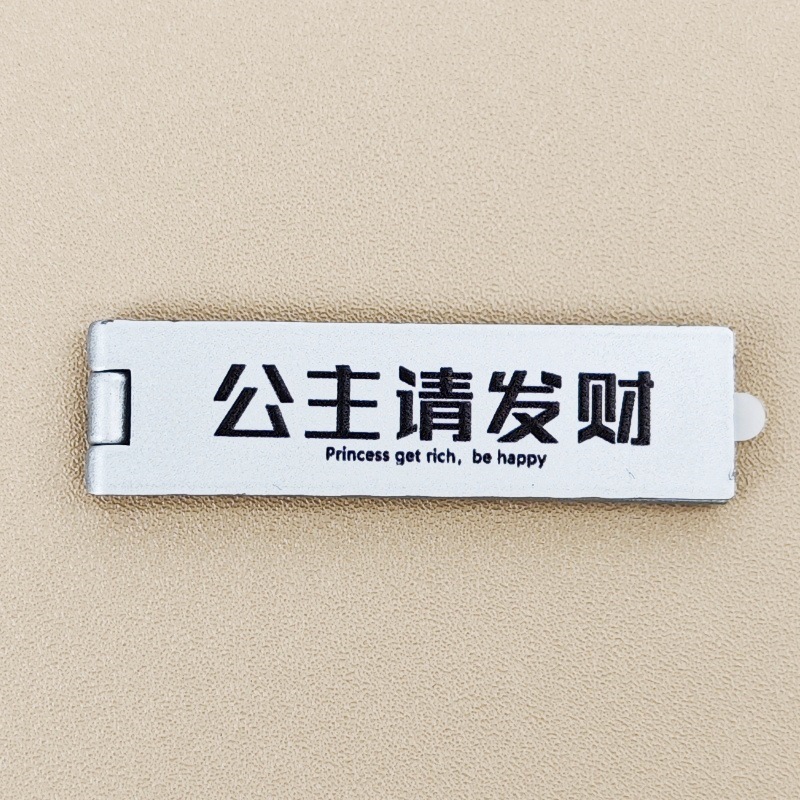 公主请发财
Princess get rich, be happy